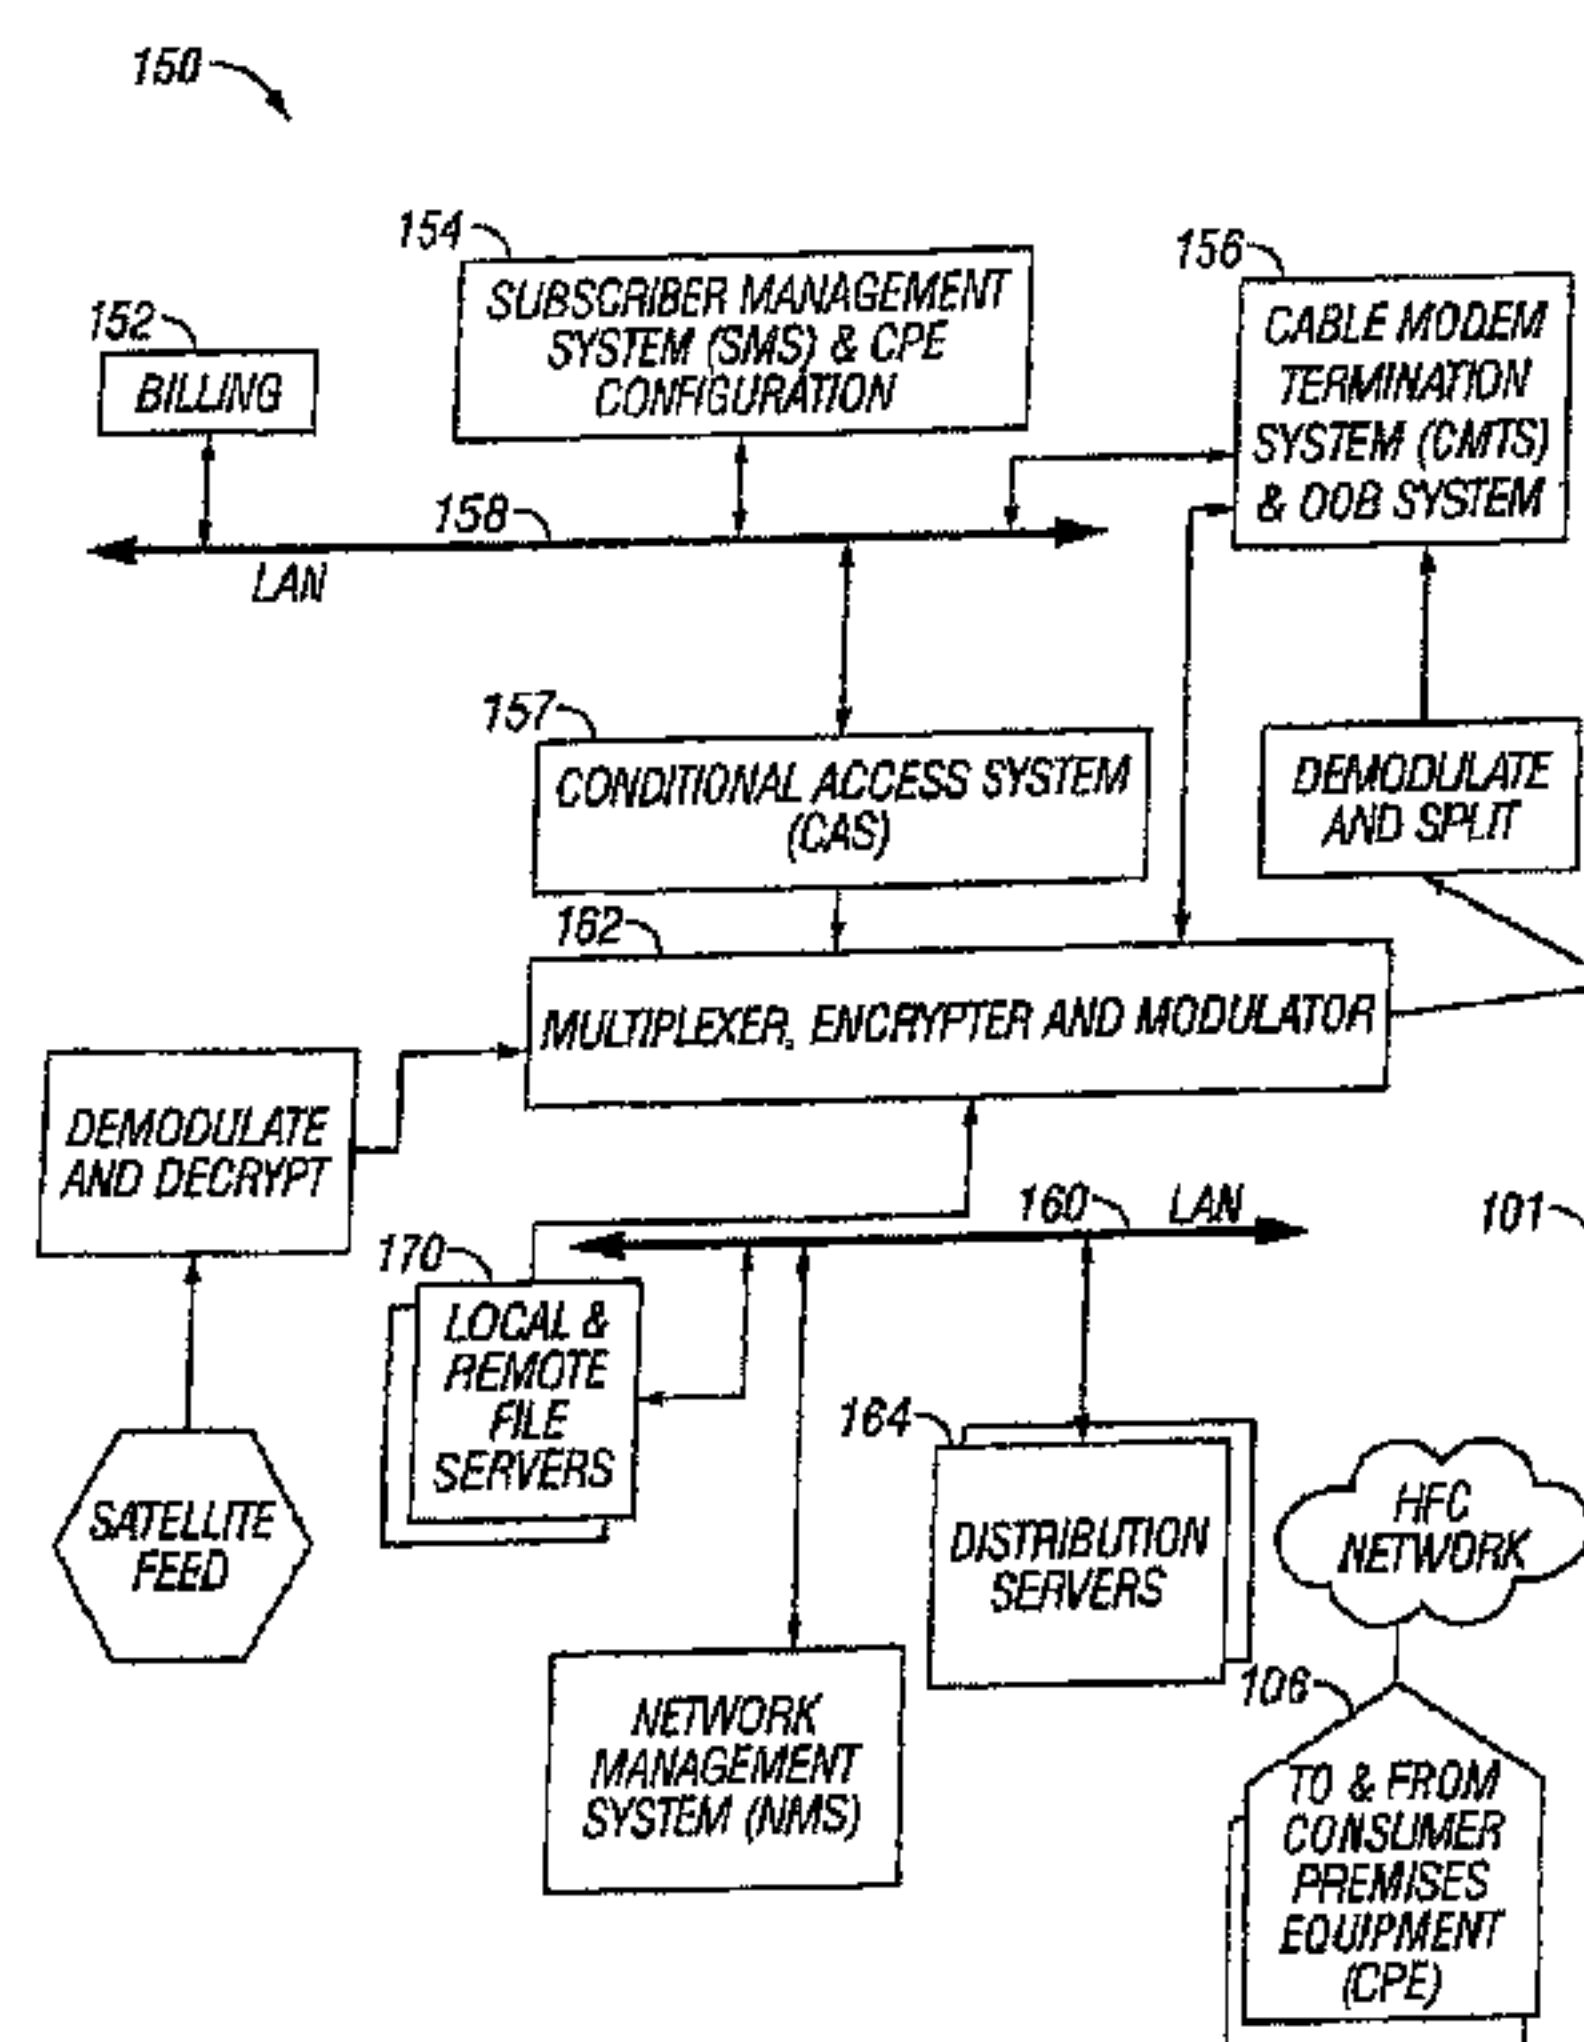 150
154
SUBSCRIBER MANAGEMENT
SYSTEM (SMS) & CPE
CONFIGURATION
156
CABLE MODEM
TERMINATION
SYSTEM (CMTS)
& OOB SYSTEM
152
BILLING
158
LAN
157
CONDITIONAL ACCESS SYSTEM
(CAS)
DEMODULATE
AND SPLIT
162
MULTIPLEXER, ENCRYPTER AND MODULATOR
DEMODULATE
AND DECRYPT
160
LAN
101
170
LOCAL &
REMOTE
FILE
SERVERS
164
DISTRIBUTION
SERVERS
HFC
NETWORK
SATELLITE
FEED
NETWORK
MANAGEMENT
SYSTEM (NMS)
106
TO & FROM
CONSUMER
PREMISES
EQUIPMENT
(CPE)